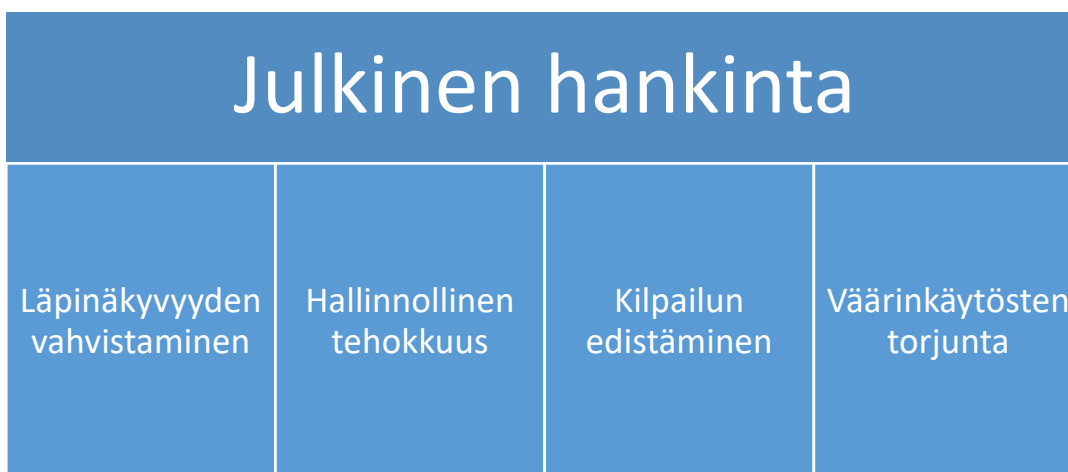 Julkinen hankinta
Läpinäkyvyyden
vahvistaminen
Hallinnollinen
tehokkuus
Kilpailun
edistäminen
Väärinkäytösten
torjunta